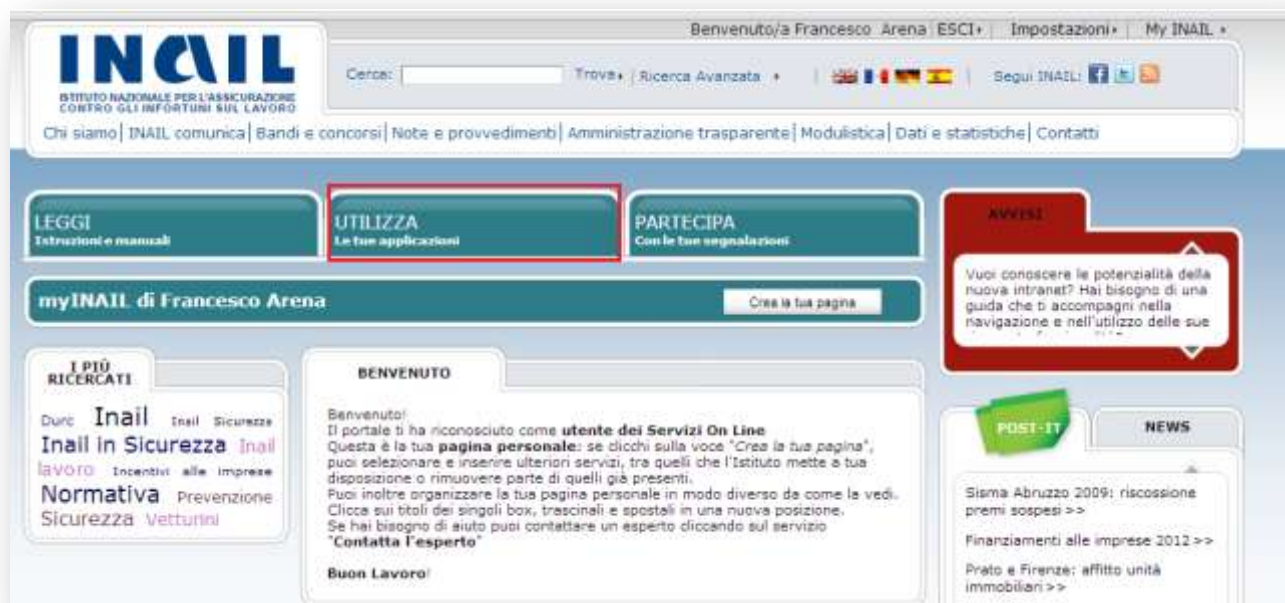 Benvenuto/a Francesco Arena ESCI | Impostazioni | My INAIL
INAIL
ISTITUTO NAZIONALE PER L'ASSICURAZIONE
CONTRO GLI INFORTUNI SUL LAVORO
Cerca: Trova | Ricerca Avanzata | Segui INAIL:
Chi siamo | INAIL comunica | Bandi e concorsi | Note e provvedimenti | Amministrazione trasparente | Modulistica | Dati e statistiche | Contatti
LEGGI
Istruzioni e manuali
UTILIZZA
Le tue applicazioni
PARTECIPA
Con le tue segnalazioni
myINAIL di Francesco Arena
Crea la tua pagina
I PIÙ
RICERCATI
Durc Inail Inail Sicurezza
Inail in Sicurezza Inail
lavoro Incentivi alle imprese
Normativa Prevenzione
Sicurezza Vetturini
BENVENUTO
Benvenuto!
Il portale ti ha riconosciuto come utente dei Servizi On Line
Questa è la tua pagina personale: se clicchi sulla voce "Crea la tua pagina",
puoi selezionare e inserire ulteriori servizi, tra quelli che l'Istituto mette a tua
disposizione o rimuovere parte di quelli già presenti.
Puoi inoltre organizzare la tua pagina personale in modo diverso da come la vedi.
Clicca sui titoli dei singoli box, trascinali e spostali in una nuova posizione.
Se hai bisogno di aiuto puoi contattare un esperto cliccando sul servizio
"Contatta l'esperto"
Buon Lavoro!
AVVISI
Vuoi conoscere le potenzialità della
nuova intranet? Hai bisogno di una
guida che ti accompagni nella
navigazione e nell'utilizzo delle sue
POST-IT
NEWS
Sisma Abruzzo 2009: riscossione
premi sospesi >>
Finanziamenti alle imprese 2012 >>
Prato e Firenze: affitto unità
immobiliari >>